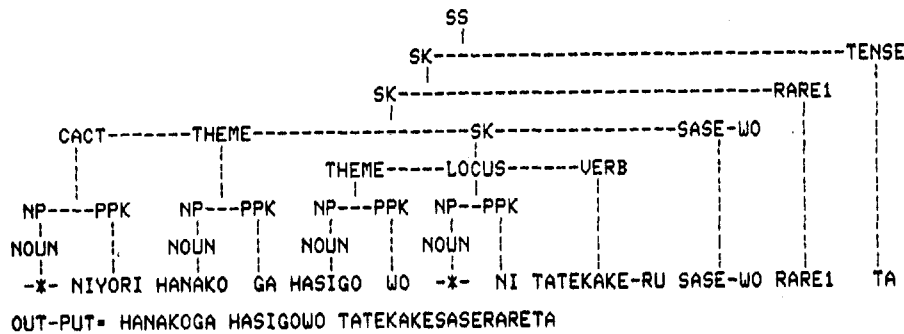 SS
SK--------------------TENSE
SK--------------------RARE1
CACT-----THEME---------------SK------------SASE-WO
THEME-----LOCUS------VERB
NP----PPK NP---PPK NP---PPK NP--PPK
NOUN NOUN NOUN NOUN
-*- NIYORI HANAKO GA HASIGO WO -*- NI TATEKAKE-RU SASE-WO RARE1 TA
OUT-PUT= HANAKOGA HASIGOWO TATEKAKESASERARETA